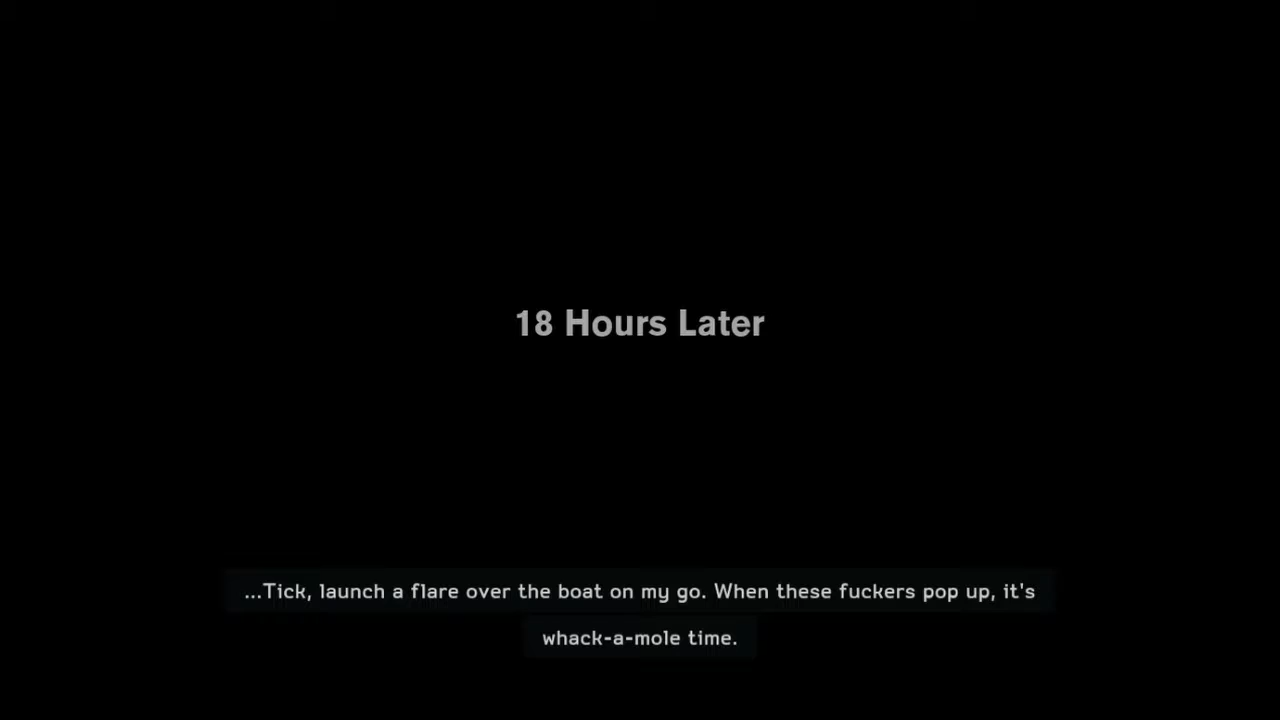 18 Hours Later
...Tick, launch a flare over the boat on my go. When these fuckers pop up, it's
whack-a-mole time.